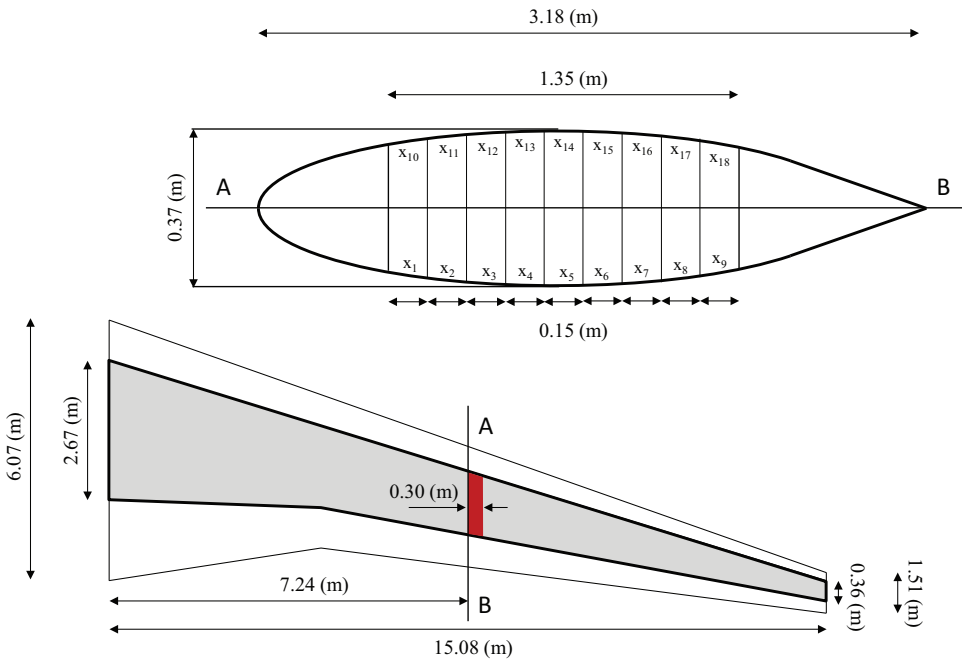 3.18 (m)
1.35 (m)
0.37 (m)
A
B
x10 x11 x12 x13 x14 x15 x16 x17 x18
x1 x2 x3 x4 x5 x6 x7 x8 x9
0.15 (m)
6.07 (m)
2.67 (m)
A
0.30 (m)
B
7.24 (m)
15.08 (m)
0.36 (m)
1.51 (m)